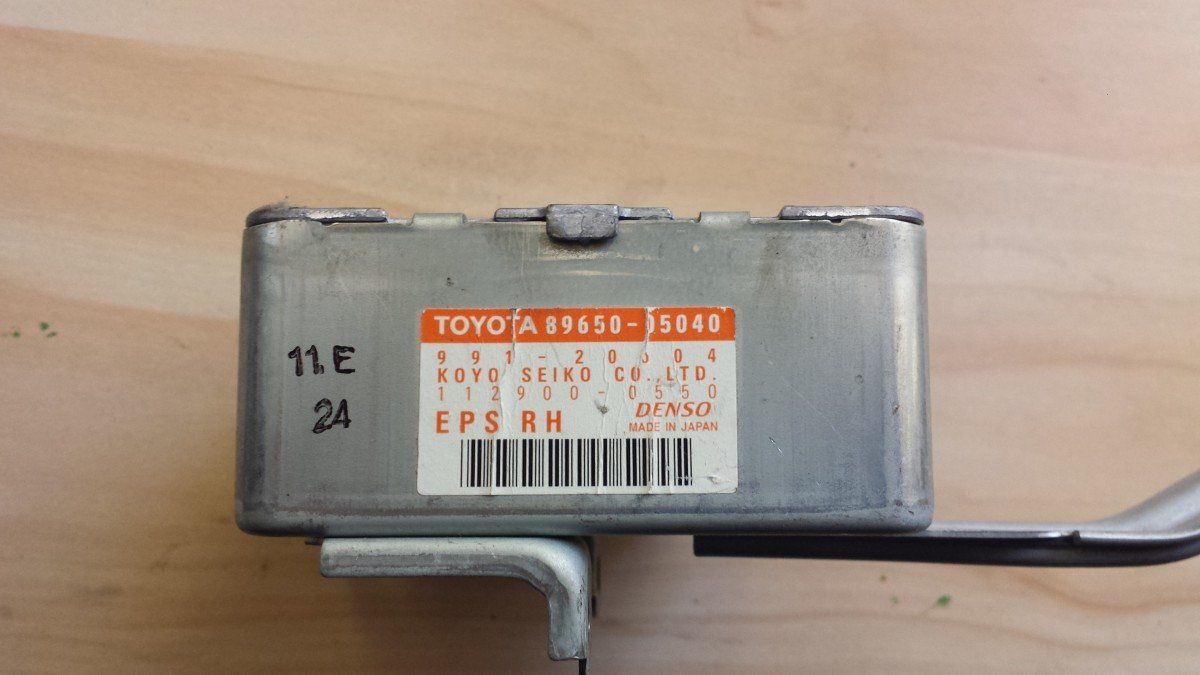 TOYOTA 89650-05040
991-20604
KOYO SEIKO CO.,LTD.
112900-0550
EPS RH
DENSO
MADE IN JAPAN
11.E
24